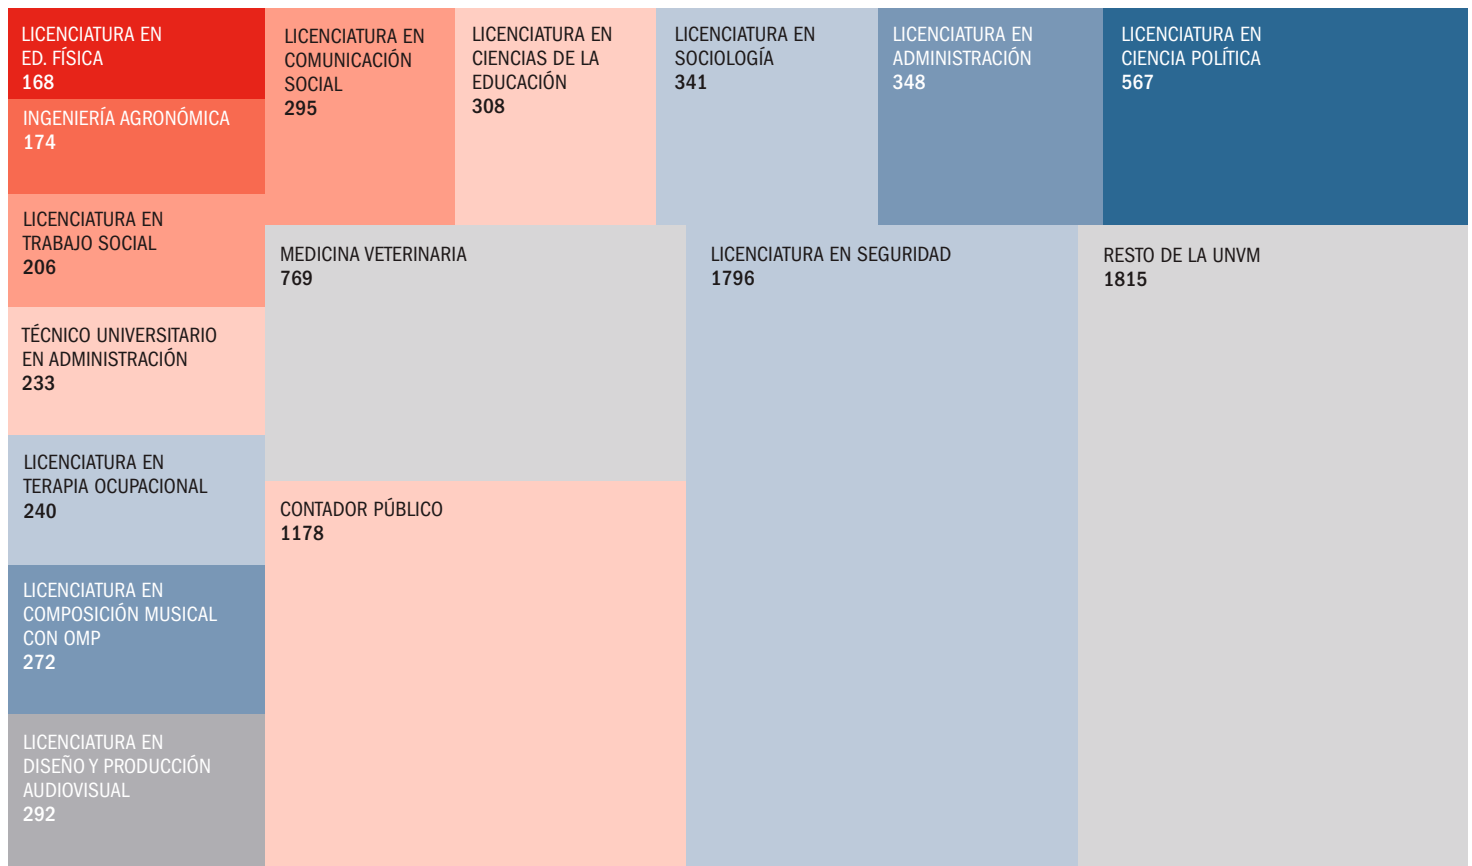 LICENCIATURA EN
ED. FÍSICA
168
INGENIERÍA AGRONÓMICA
174
LICENCIATURA EN
TRABAJO SOCIAL
206
TÉCNICO UNIVERSITARIO
EN ADMINISTRACIÓN
233
LICENCIATURA EN
TERAPIA OCUPACIONAL
240
LICENCIATURA EN
COMPOSICIÓN MUSICAL
CON OMP
272
LICENCIATURA EN
DISEÑO Y PRODUCCIÓN
AUDIOVISUAL
292
LICENCIATURA EN
COMUNICACIÓN
SOCIAL
295
LICENCIATURA EN
CIENCIAS DE LA
EDUCACIÓN
308
LICENCIATURA EN
SOCIOLOGÍA
341
LICENCIATURA EN
ADMINISTRACIÓN
348
LICENCIATURA EN
CIENCIA POLÍTICA
567
MEDICINA VETERINARIA
769
CONTADOR PÚBLICO
1178
LICENCIATURA EN SEGURIDAD
1796
RESTO DE LA UNVM
1815